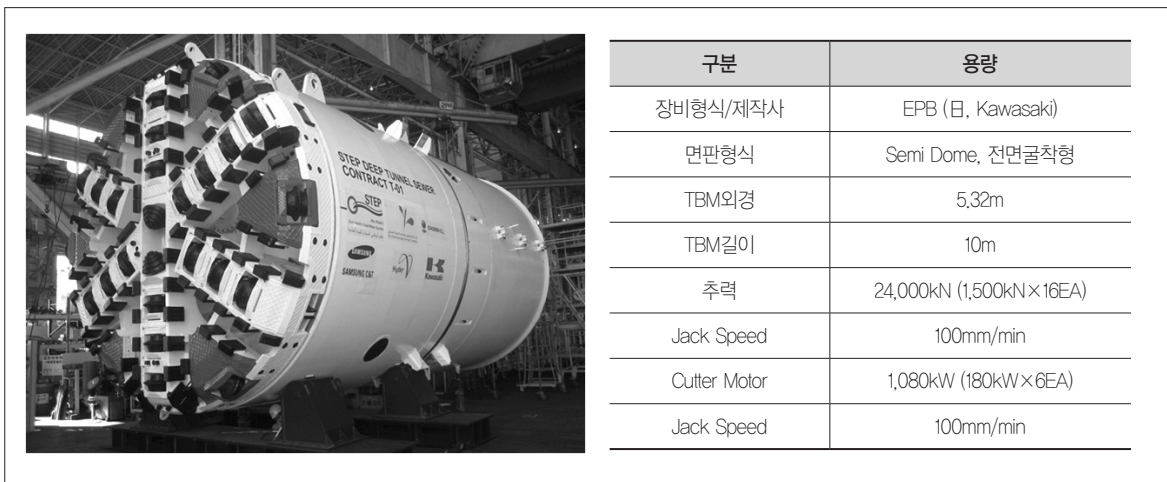 STEP DEEP TUNNEL SEWER
CONTRACT T-01
STEP
SAMSUNG
SAMSUNG C&T
Hyder
Kawasaki
구분 용량
장비형식/제작사 EPB (日, Kawasaki)
면판형식 Semi Dome, 전면굴착형
TBM외경 5.32m
TBM길이 10m
추력 24,000kN (1,500kN×16EA)
Jack Speed 100mm/min
Cutter Motor 1,080kW (180kW×6EA)
Jack Speed 100mm/min